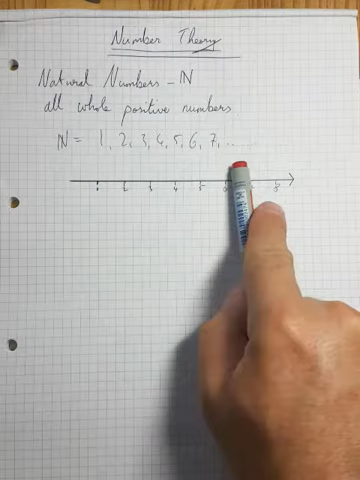 Number Theory
Natural Numbers - ℕ
all whole positive numbers
ℕ = 1, 2, 3, 4, 5, 6, 7, ......
1 2 3 4 5 6 8